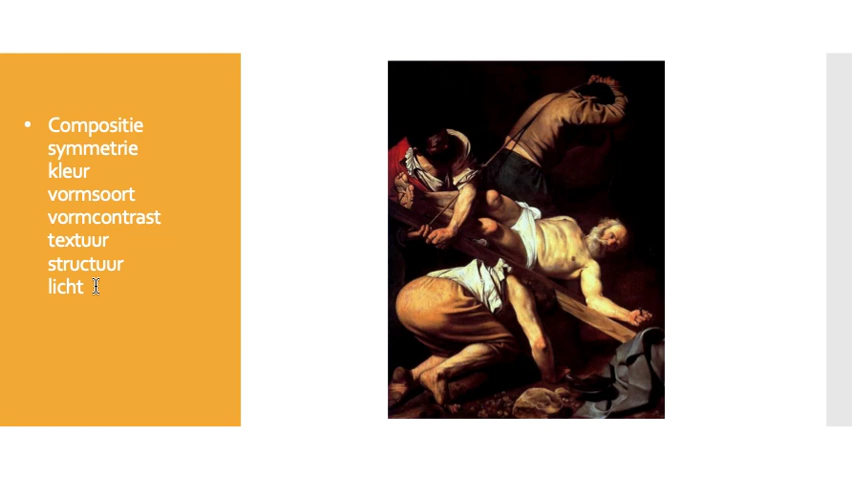 • Compositie
symmetrie
kleur
vormsoort
vormcontrast
textuur
structuur
licht